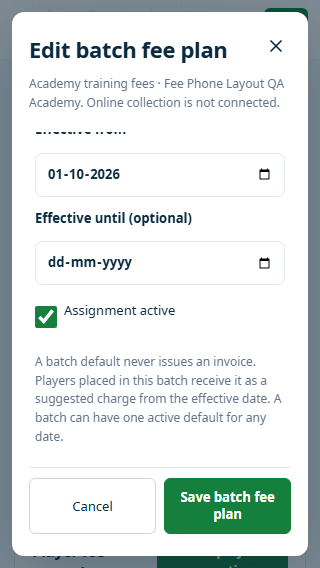 Edit batch fee plan
Academy training fees · Fee Phone Layout QA
Academy. Online collection is not connected.
Effective from
01-10-2026
Effective until (optional)
dd-mm-yyyy
Assignment active
A batch default never issues an invoice.
Players placed in this batch receive it as a
suggested charge from the effective date. A
batch can have one active default for any
date.
Cancel
Save batch fee
plan